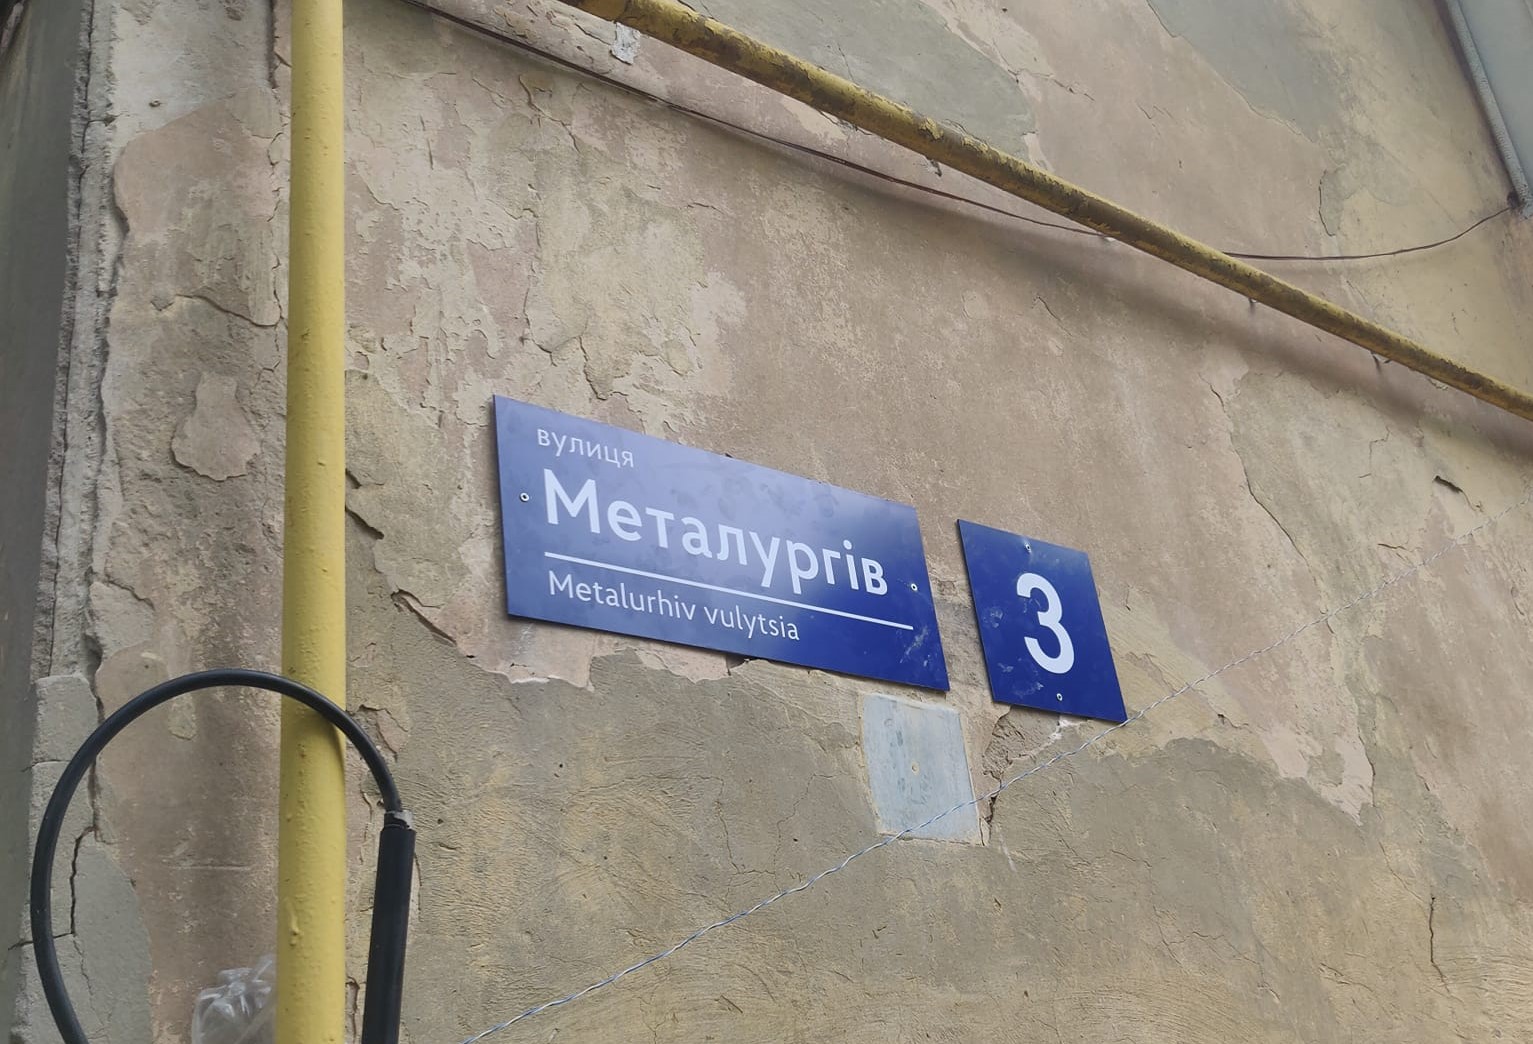 вулиця
Металургів
Metalurhiv vulytsia
3